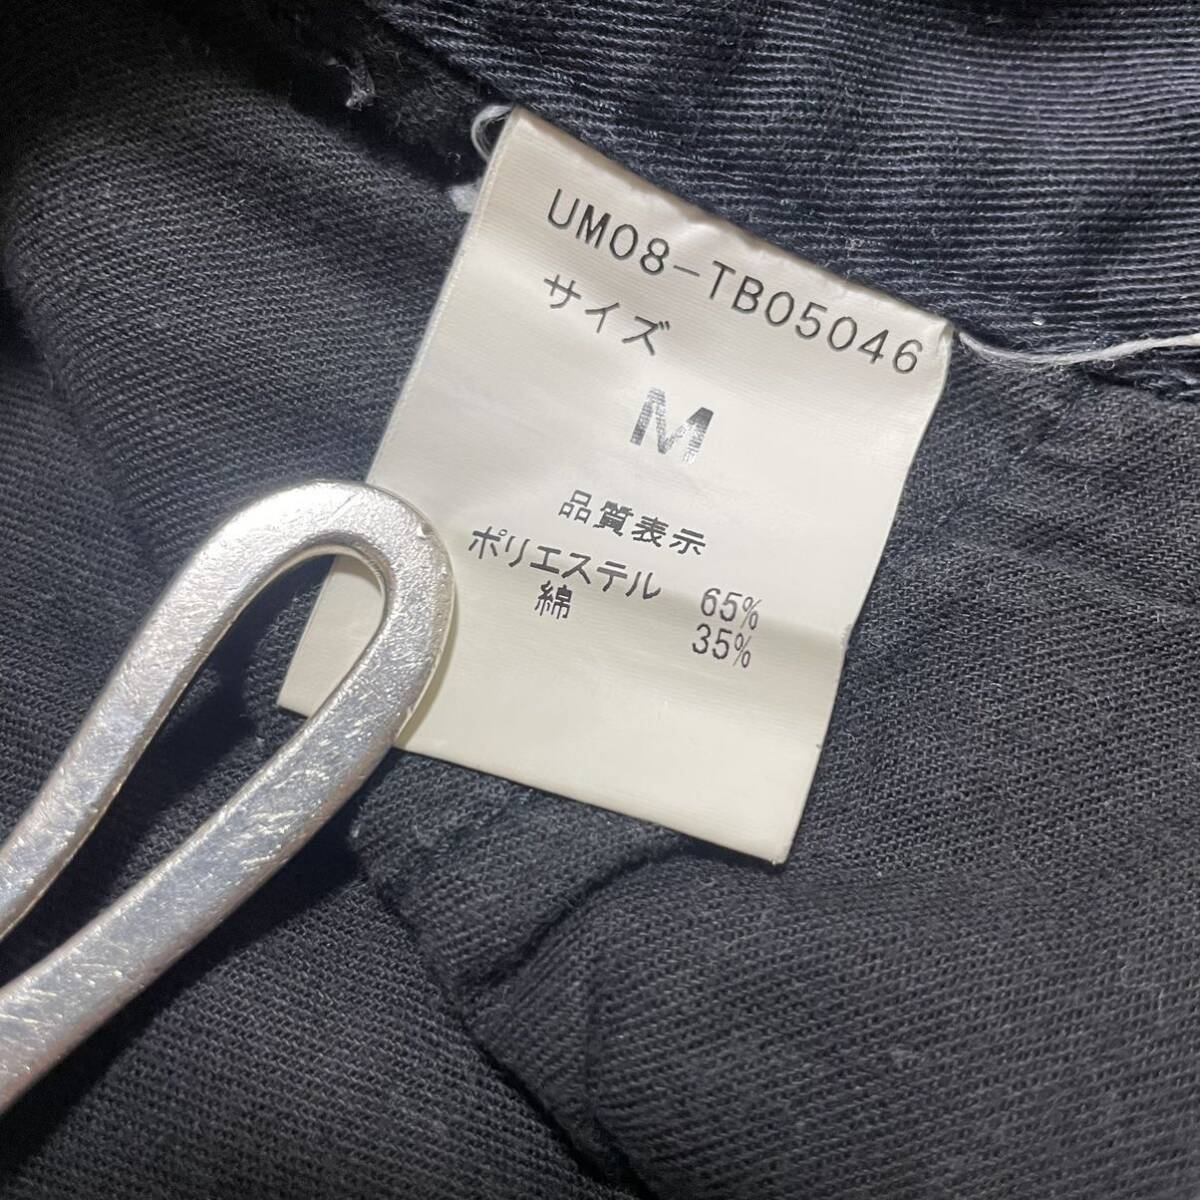 UM08-TB05046
サイズ
M
品質表示
ポリエステル 65%
綿 35%